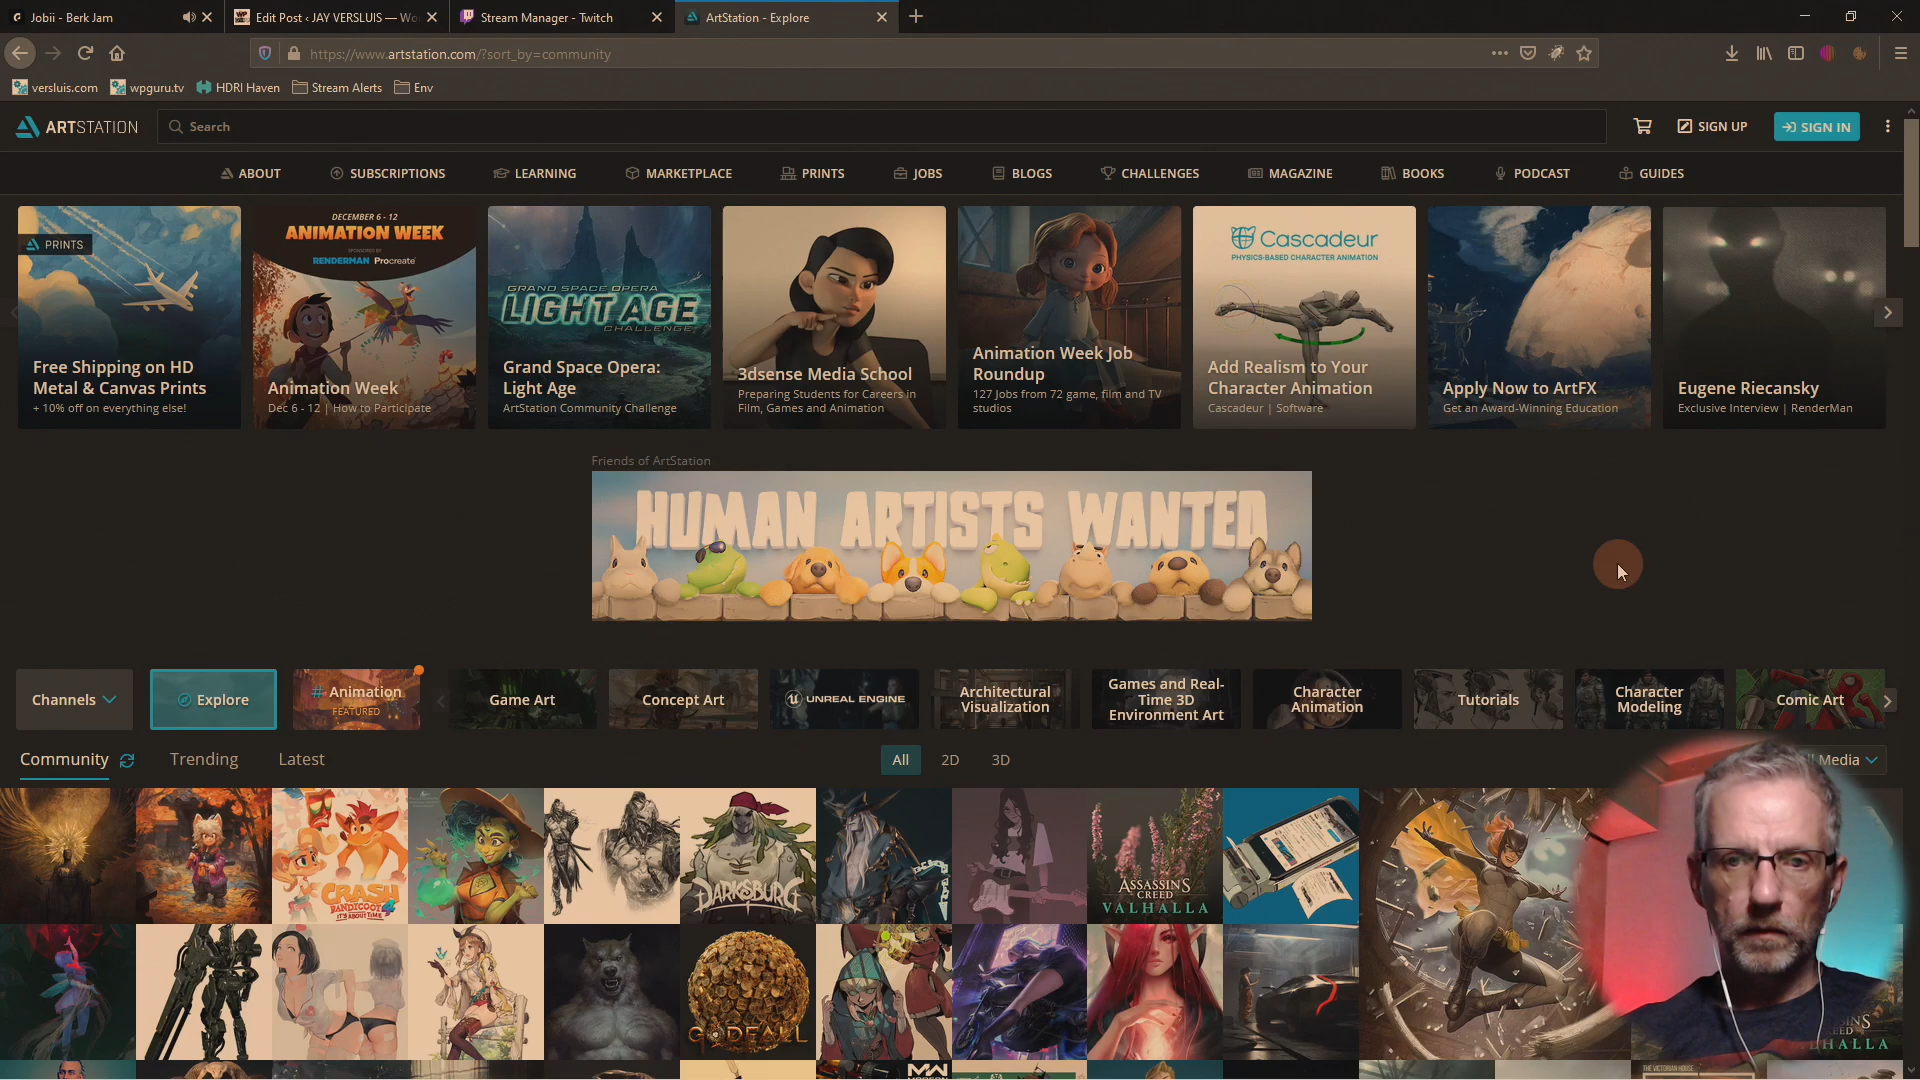 Jobii - Berk Jam
Edit Post ‹ JAY VERSLUIS — Wo
Stream Manager - Twitch
ArtStation - Explore
https://www.artstation.com/?sort_by=community
versluis.com
wpguru.tv
HDRI Haven
Stream Alerts
Env
ARTSTATION
Search
SIGN UP
SIGN IN
ABOUT
SUBSCRIPTIONS
LEARNING
MARKETPLACE
PRINTS
JOBS
BLOGS
CHALLENGES
MAGAZINE
BOOKS
PODCAST
GUIDES
PRINTS
Free Shipping on HD
Metal & Canvas Prints
+ 10% off on everything else!
DECEMBER 6 - 12
ANIMATION WEEK
SPONSORED BY
RENDERMAN Procreate
Animation Week
Dec 6 - 12 | How to Participate
GRAND SPACE OPERA
LIGHT AGE
CHALLENGE
Grand Space Opera:
Light Age
ArtStation Community Challenge
3dsense Media School
Preparing Students for Careers in
Film, Games and Animation
Animation Week Job
Roundup
127 Jobs from 72 game, film and TV
studios
Cascadeur
PHYSICS-BASED CHARACTER ANIMATION
Add Realism to Your
Character Animation
Cascadeur | Software
Apply Now to ArtFX
Get an Award-Winning Education
Eugene Riecansky
Exclusive Interview | RenderMan
Friends of ArtStation
HUMAN ARTISTS WANTED
Channels
Explore
# Animation
FEATURED
Game Art
Concept Art
UNREAL ENGINE
Architectural
Visualization
Games and Real-
Time 3D
Environment Art
Character
Animation
Tutorials
Character
Modeling
Comic Art
Community
Trending
Latest
All
2D
3D
Media
CRASH
BANDICOOT 4
IT'S ABOUT TIME
DARKSBURG
ASSASSIN'S
CREED
VALHALLA
GODFALL
MW
THE VICTORIAN HOUSE